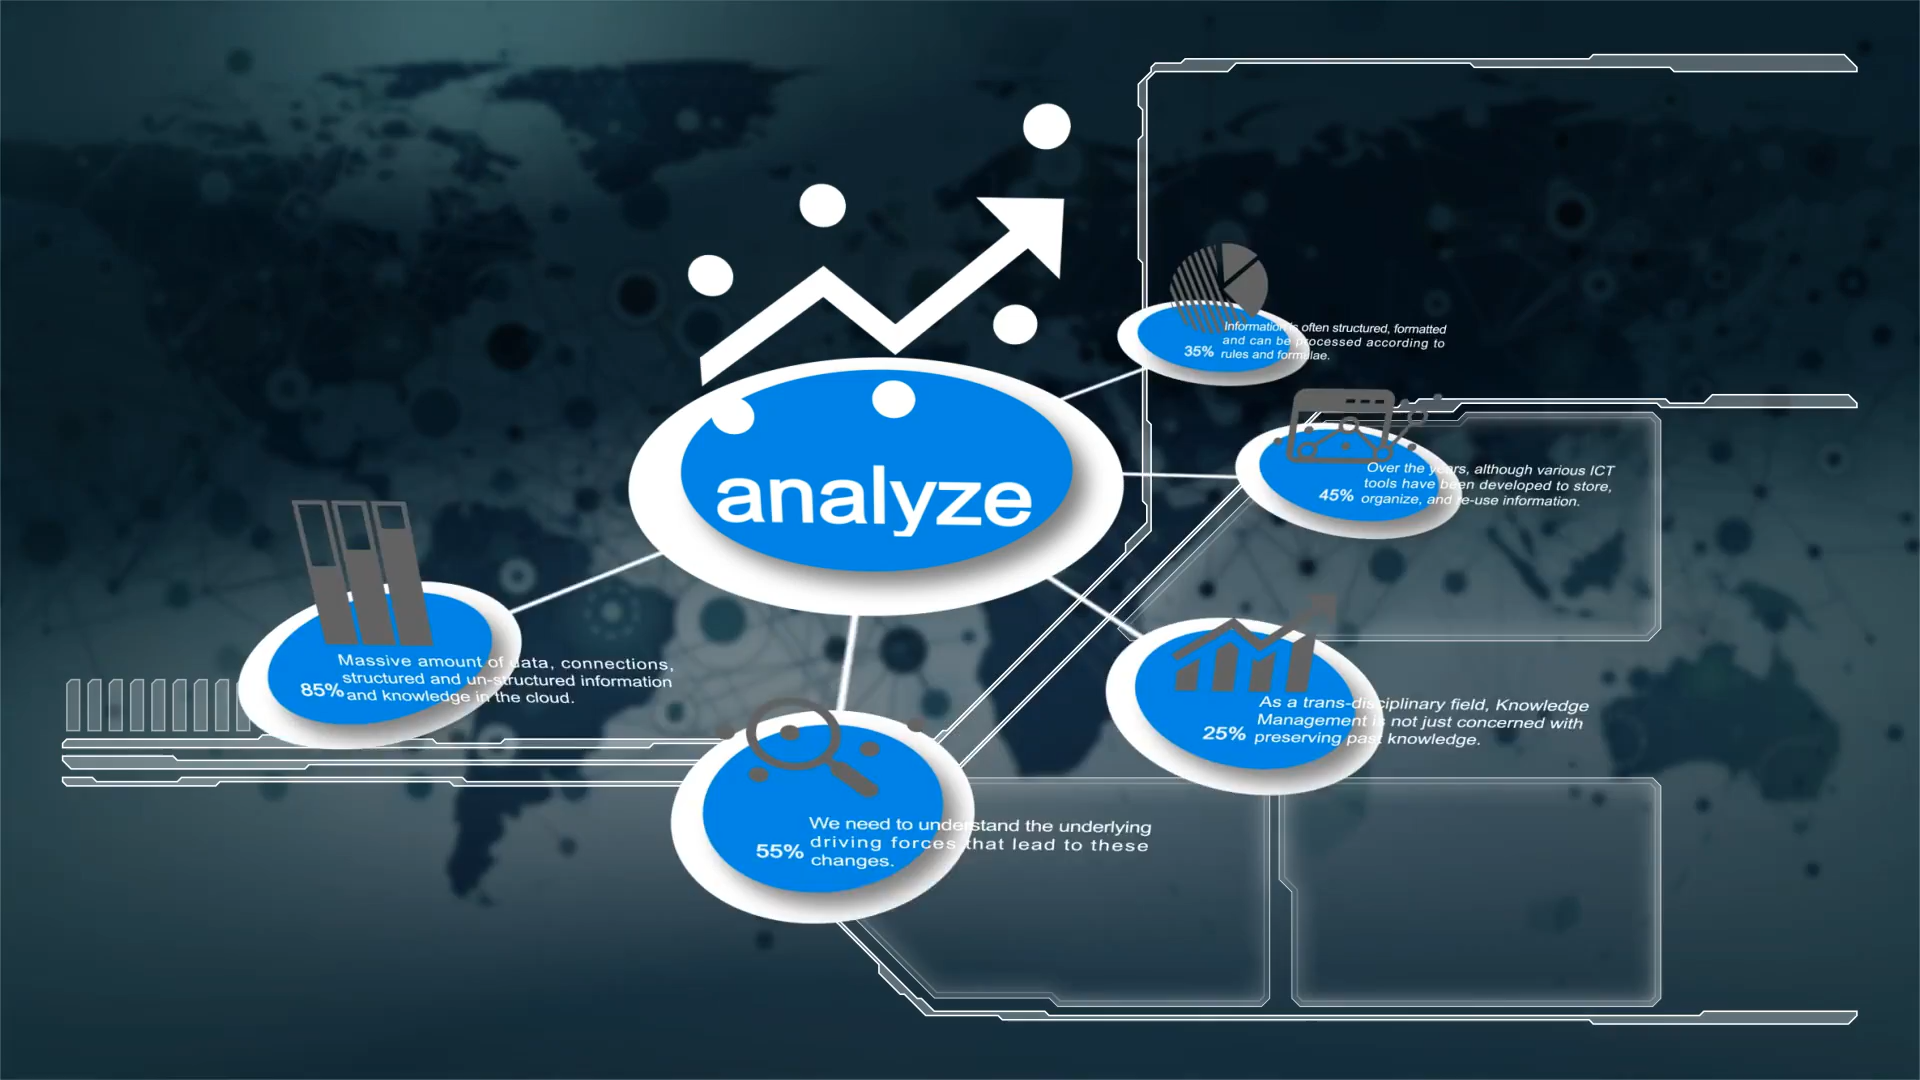 analyze
Information is often structured, formatted
and can be processed according to
35% rules and formulae.
Over the years, although various ICT
tools have been developed to store,
45% organize, and re-use information.
Massive amount of data, connections,
structured and un-structured information
85% and knowledge in the cloud.
As a trans-disciplinary field, Knowledge
Management is not just concerned with
25% preserving past knowledge.
We need to understand the underlying
driving forces that lead to these
55% changes.